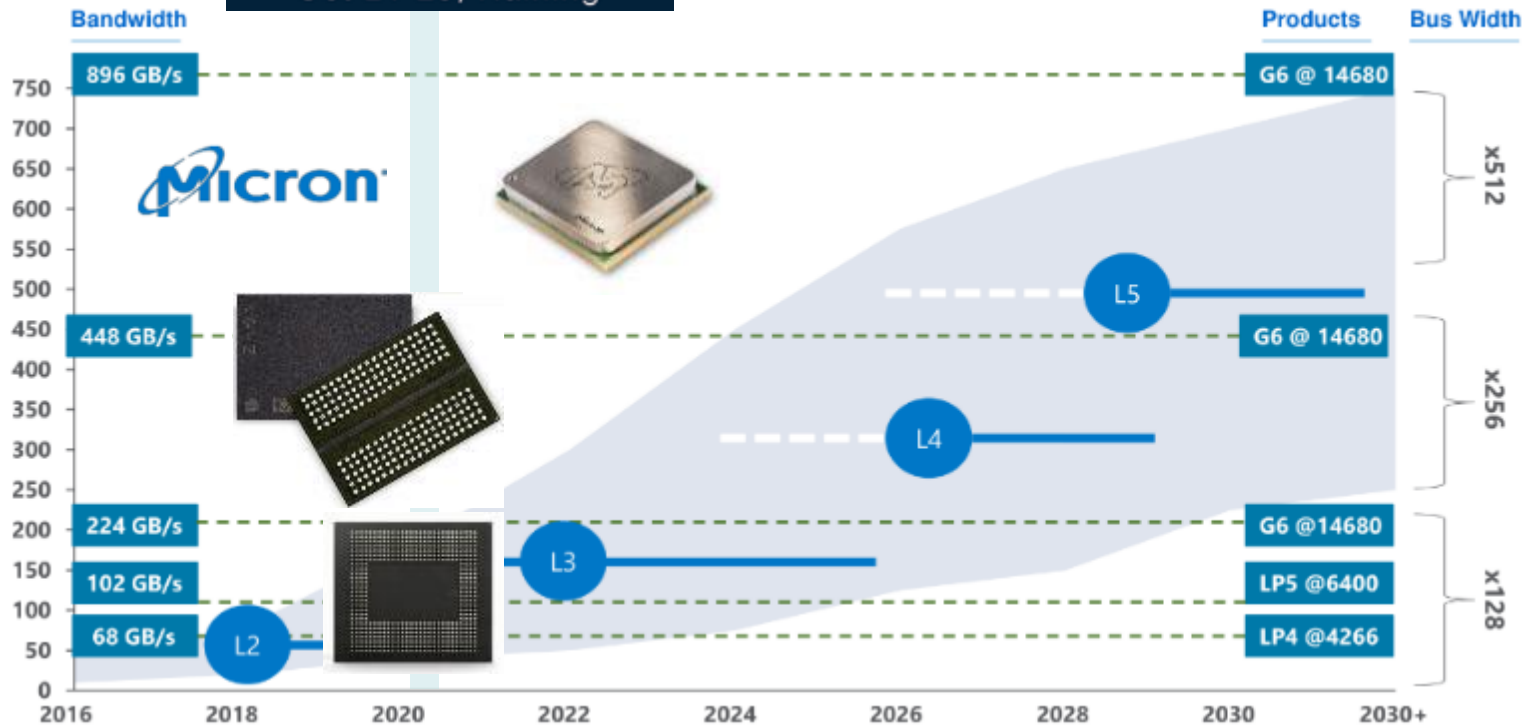 Bandwidth
Products
Bus Width
896 GB/s
G6 @ 14680
750
700
650
600
550
500
450
400
350
300
250
200
150
100
50
0
Micron
x512
L5
448 GB/s
G6 @ 14680
x256
L4
224 GB/s
G6 @14680
L3
102 GB/s
LP5 @6400
x128
68 GB/s
L2
LP4 @4266
2016
2018
2020
2022
2024
2026
2028
2030
2030+